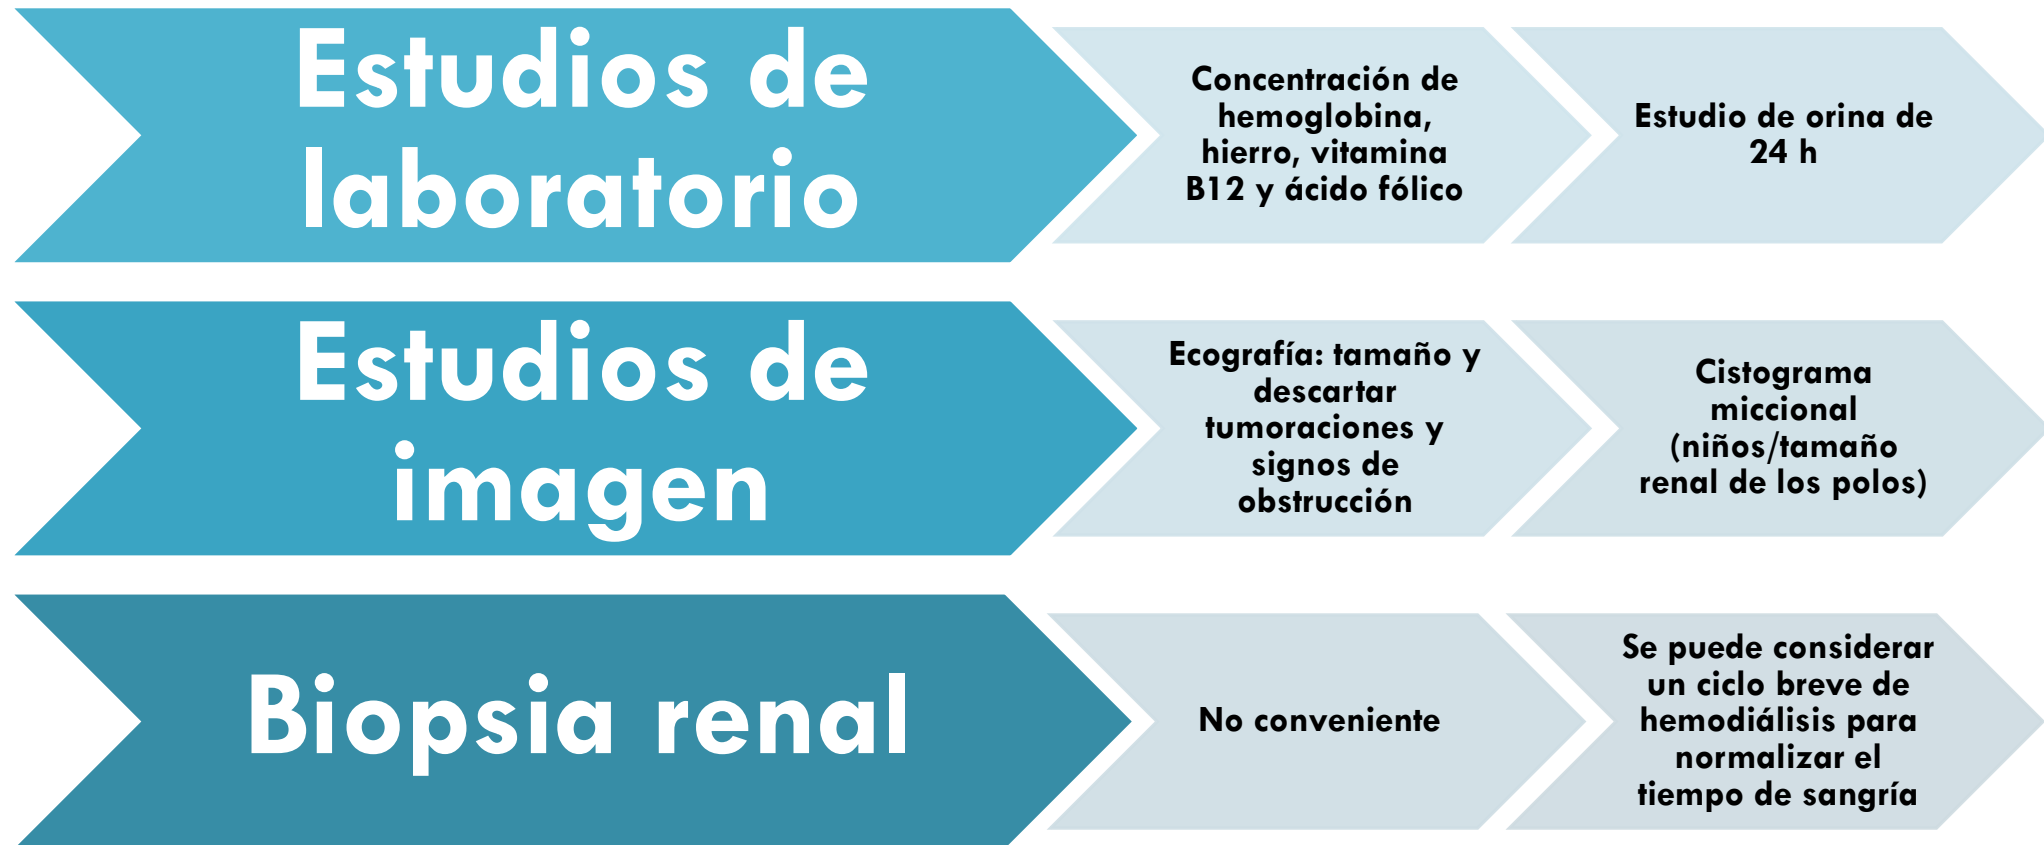 Estudios de
laboratorio
Concentración de
hemoglobina,
hierro, vitamina
B12 y ácido fólico
Estudio de orina de
24 h
Estudios de
imagen
Ecografía: tamaño y
descartar
tumoraciones y
signos de
obstrucción
Cistograma
miccional
(niños/tamaño
renal de los polos)
Biopsia renal
No conveniente
Se puede considerar
un ciclo breve de
hemodiálisis para
normalizar el
tiempo de sangría